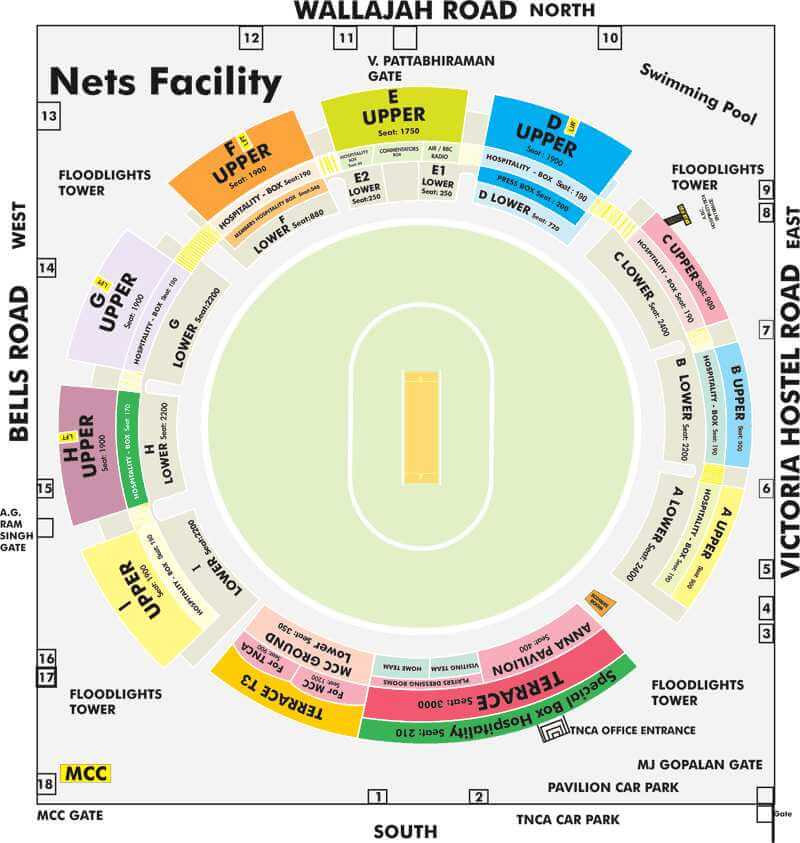 WALLAJAH ROAD NORTH
12
11
10
V. PATTABHIRAMAN
GATE
Nets Facility
Swimming Pool
13
FLOODLIGHTS
TOWER
WEST
BELLS ROAD
E
UPPER
Seat: 1750
HOSPITALITY
BOX
COMMENTATORS
BOX
AIR / BBC
RADIO
E2
LOWER
Seat:250
E1
LOWER
Seat: 250
F
LIFT
UPPER
Seat: 1900
HOSPITALITY - BOX Seat:190
MEMBERS HOSPITALITY BOX
F
LOWER Seat:880
D
LIFT
UPPER
Seat: 1900
HOSPITALITY - BOX Seat: 190
PRESS BOX Seat: 200
D LOWER Seat: 720
FLOODLIGHTS
TOWER
9
8
EAST
VICTORIA HOSTEL ROAD
C UPPER Seat: 900
HOSPITALITY - BOX Seat: 190
C LOWER Seat: 2400
14
G
LIFT
UPPER
Seat: 1900
HOSPITALITY - BOX Seat: 180
G
LOWER Seat:2200
7
B UPPER Seat: 900
HOSPITALITY - BOX Seat: 190
B LOWER Seat: 2200
H
LIFT
UPPER
Seat: 1900
HOSPITALITY - BOX Seat: 170
H
LOWER Seat: 2200
15
A.G.
RAM
SINGH
GATE
6
A UPPER Seat: 900
HOSPITALITY - BOX Seat: 190
A LOWER Seat: 2400
I
UPPER
Seat: 1900
HOSPITALITY - BOX Seat: 180
I
LOWER Seat:2200
5
4
3
16
17
FLOODLIGHTS
TOWER
MCC GROUND
Lower Seat: 350
For TNCA
For MCC
Seat: 1200
TERRACE T3
HOME TEAM
VISITING TEAM
PLAYERS DRESSING ROOMS
ANNA PAVILION
Seat: 400
TERRACE
Seat: 3000
Special Box Hospitality Seat: 210
FLOODLIGHTS
TOWER
TNCA OFFICE ENTRANCE
MJ GOPALAN GATE
18
MCC
PAVILION CAR PARK
1
2
MCC GATE
SOUTH
TNCA CAR PARK
Gate